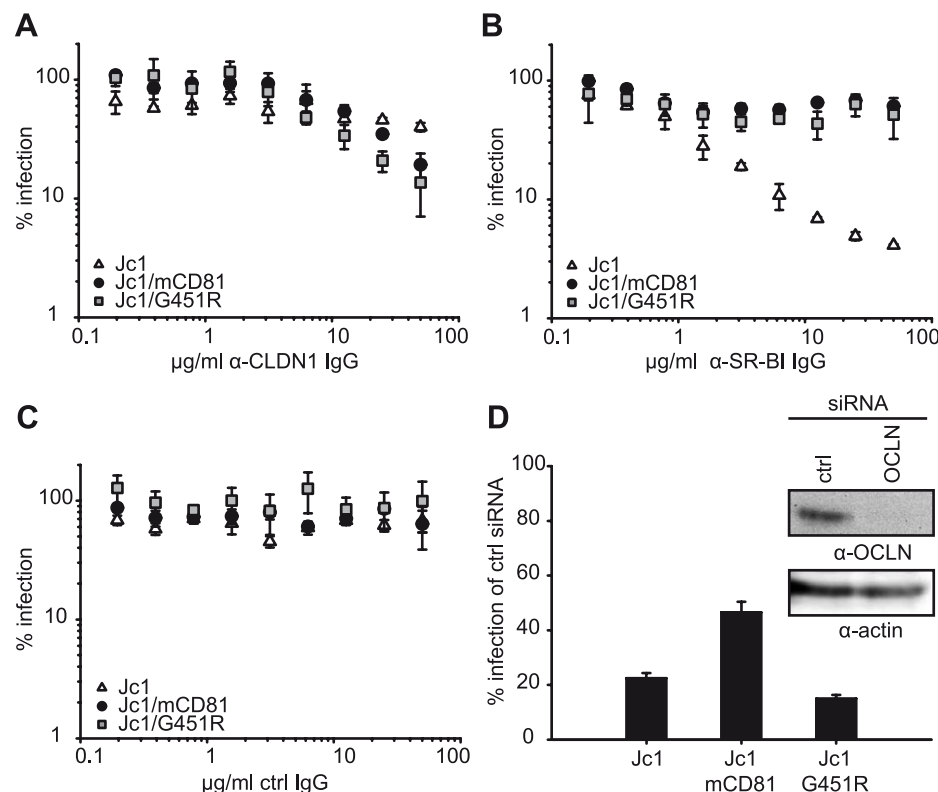 A
% infection
100
10
1
Jc1
Jc1/mCD81
Jc1/G451R
0.1
1
10
100
µg/ml α-CLDN1 IgG
B
% infection
100
10
1
Jc1
Jc1/mCD81
Jc1/G451R
0.1
1
10
100
µg/ml α-SR-BI IgG
C
% infection
100
10
1
Jc1
Jc1/mCD81
Jc1/G451R
0.1
1
10
100
µg/ml ctrl IgG
D
% infection of ctrl siRNA
100
80
60
40
20
0
Jc1
Jc1
mCD81
Jc1
G451R
siRNA
ctrl
OCLN
α-OCLN
α-actin